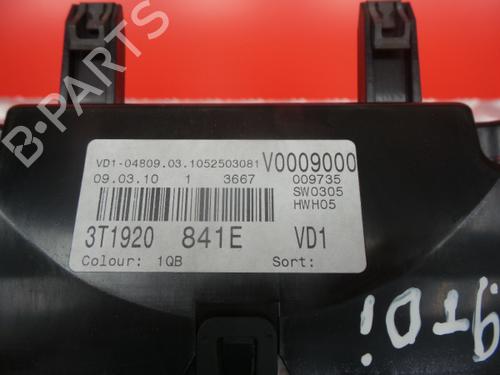 B-PARTS
VD1-04809.03.1052503081 V0009000
09.03.10 1 3667 009735
SW0305
HWH05
3T1920 841E VD1
Colour: 1QB Sort:
9TDi